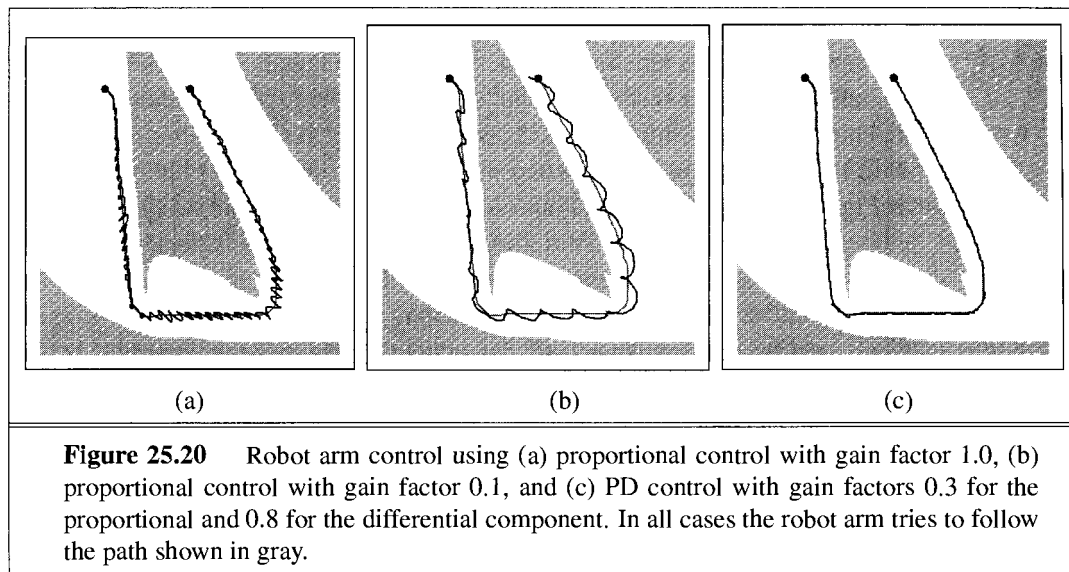 (a)
(b)
(c)
Figure 25.20 Robot arm control using (a) proportional control with gain factor 1.0, (b)
proportional control with gain factor 0.1, and (c) PD control with gain factors 0.3 for the
proportional and 0.8 for the differential component. In all cases the robot arm tries to follow
the path shown in gray.